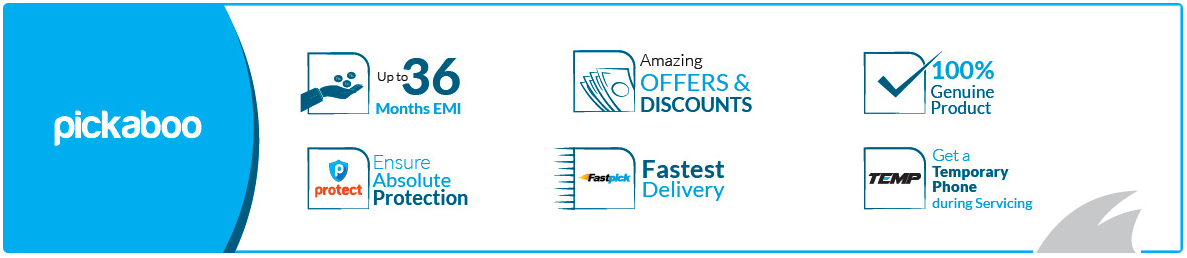 pickaboo
Up to 36
Months EMI
Amazing
OFFERS &
DISCOUNTS
100%
Genuine
Product
protect
Ensure
Absolute
Protection
Fastpick
Fastest
Delivery
TEMP
Get a
Temporary
Phone
during Servicing